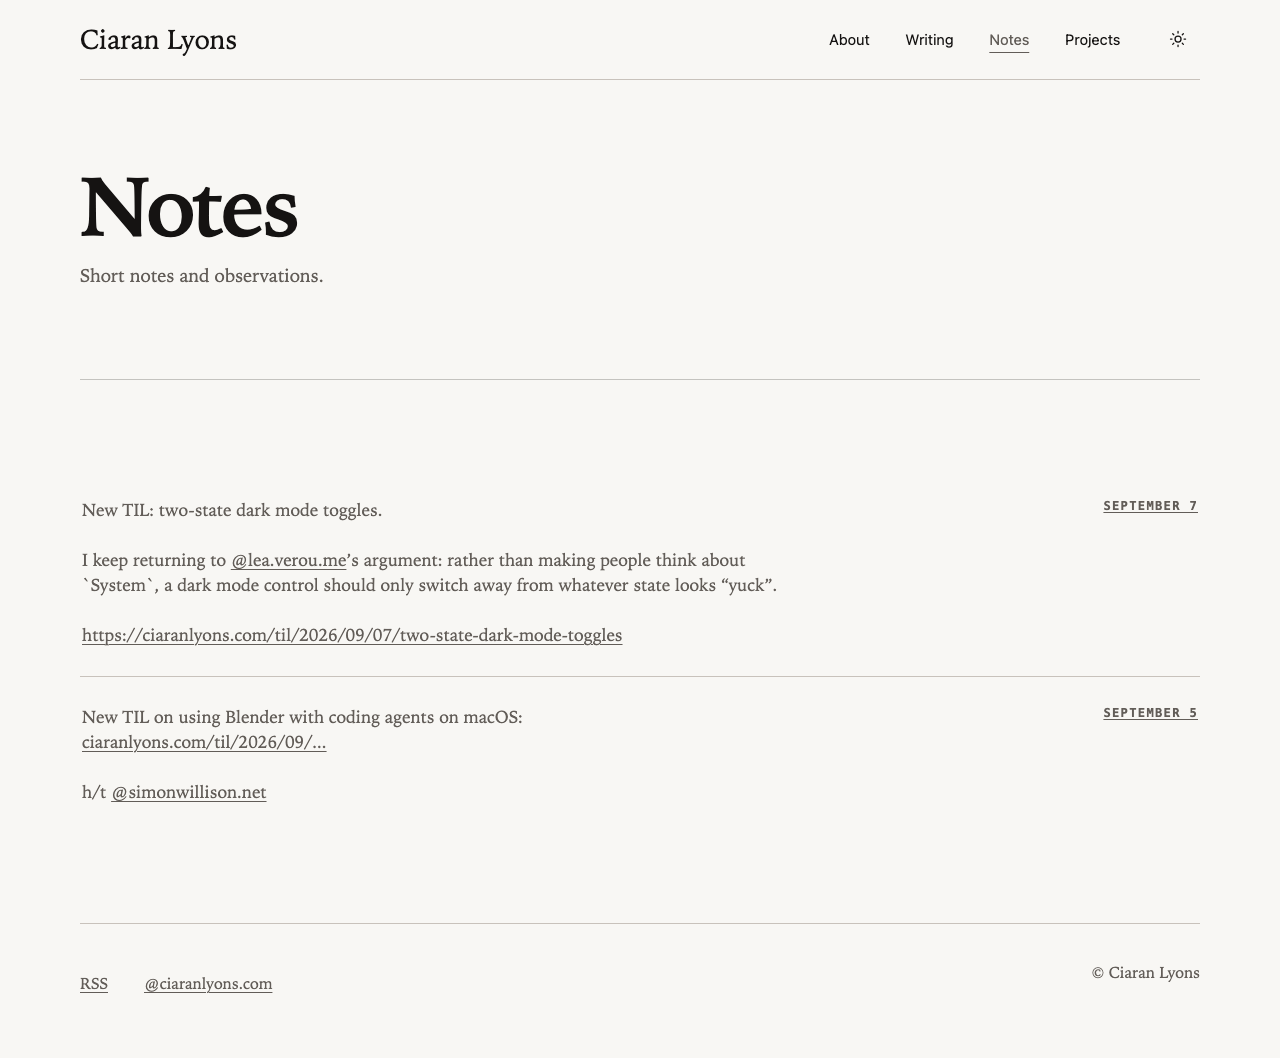 Ciaran Lyons
About Writing Notes Projects
Notes
Short notes and observations.
New TIL: two-state dark mode toggles.
SEPTEMBER 7
I keep returning to @lea.verou.me’s argument: rather than making people think about
`System`, a dark mode control should only switch away from whatever state looks “yuck”.
https://ciaranlyons.com/til/2026/09/07/two-state-dark-mode-toggles
New TIL on using Blender with coding agents on macOS:
SEPTEMBER 5
ciaranlyons.com/til/2026/09/...
h/t @simonwillison.net
RSS @ciaranlyons.com
© Ciaran Lyons